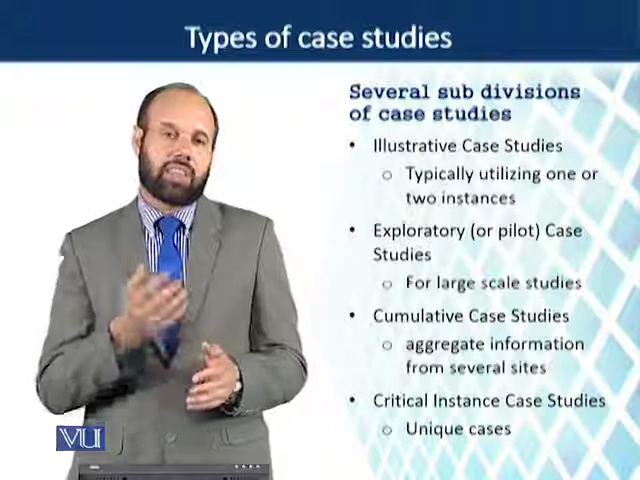 Types of case studies
Several sub divisions
of case studies
• Illustrative Case Studies
o Typically utilizing one or
two instances
• Exploratory (or pilot) Case
Studies
o For large scale studies
• Cumulative Case Studies
o aggregate information
from several sites
• Critical Instance Case Studies
o Unique cases
VU